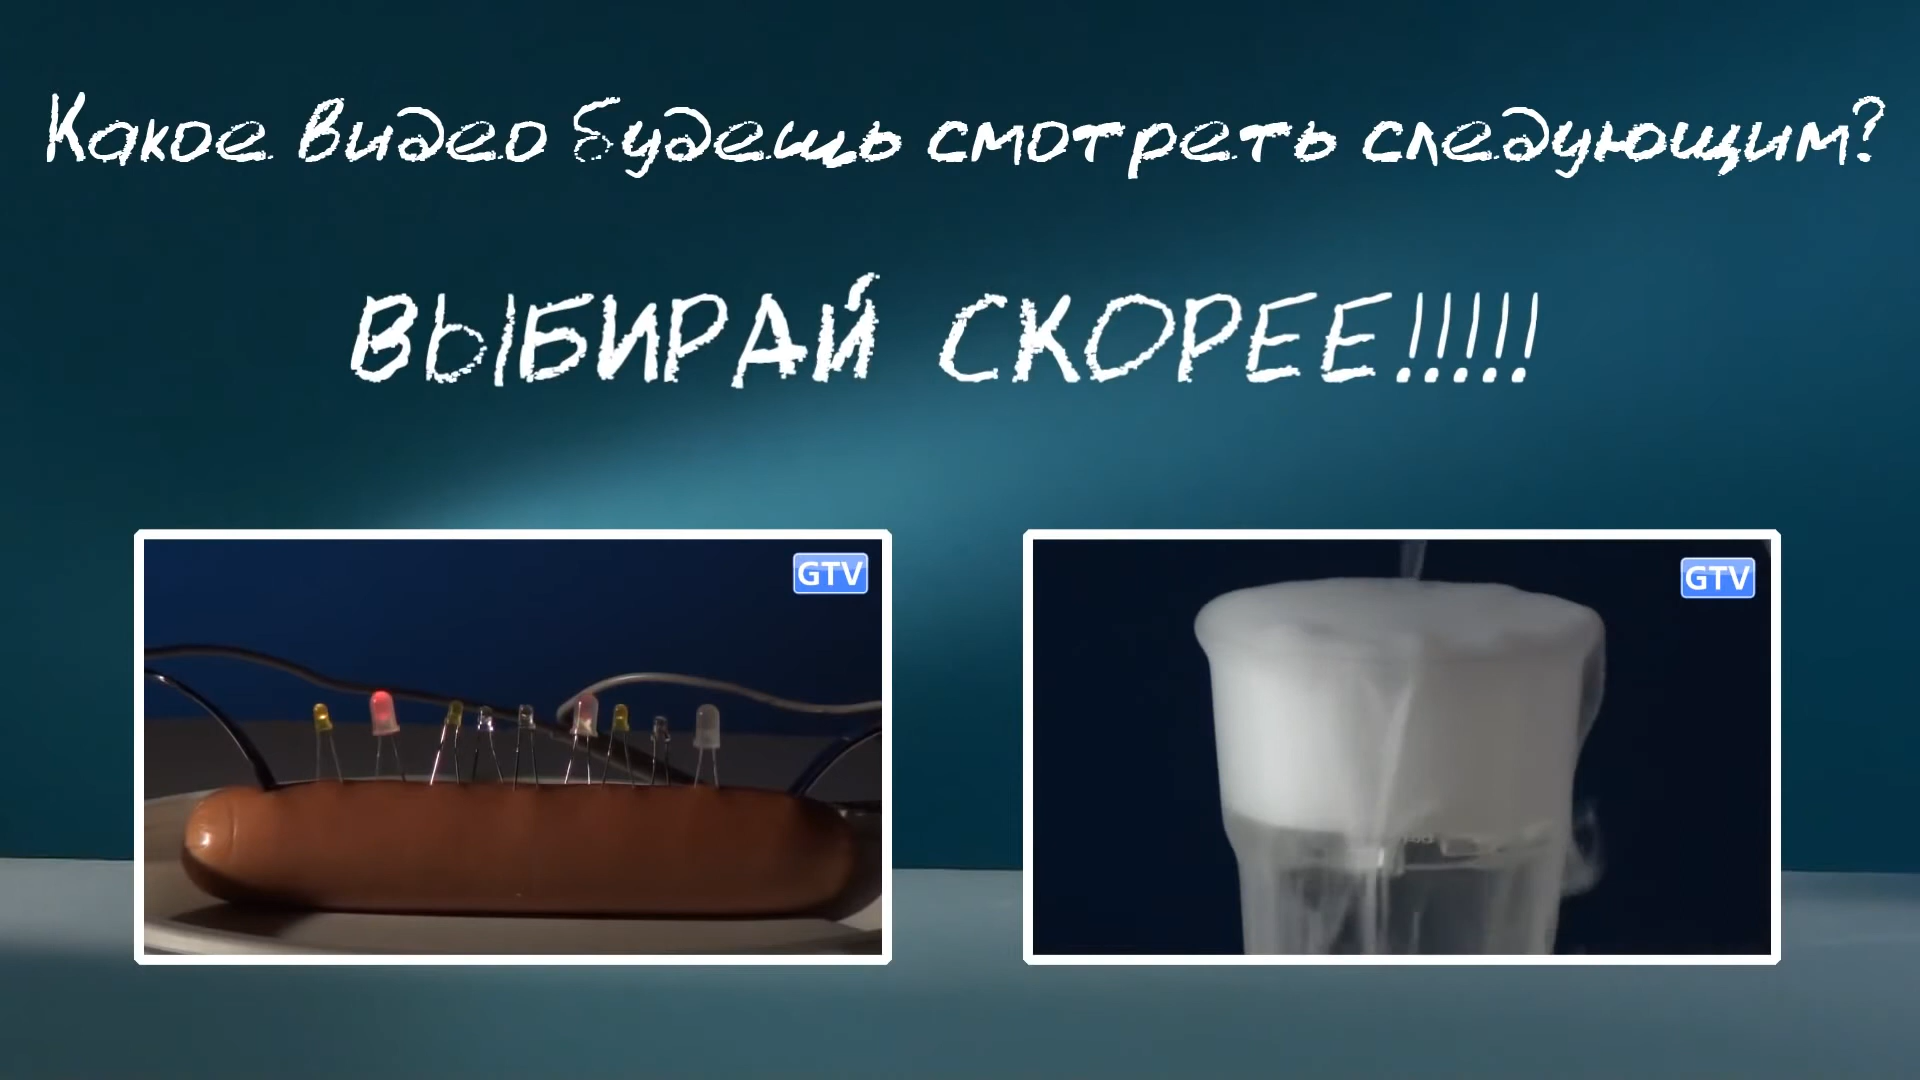 Какое видео будешь смотреть следующим?
ВЫБИРАЙ СКОРЕЕ!!!!!
GTV
GTV